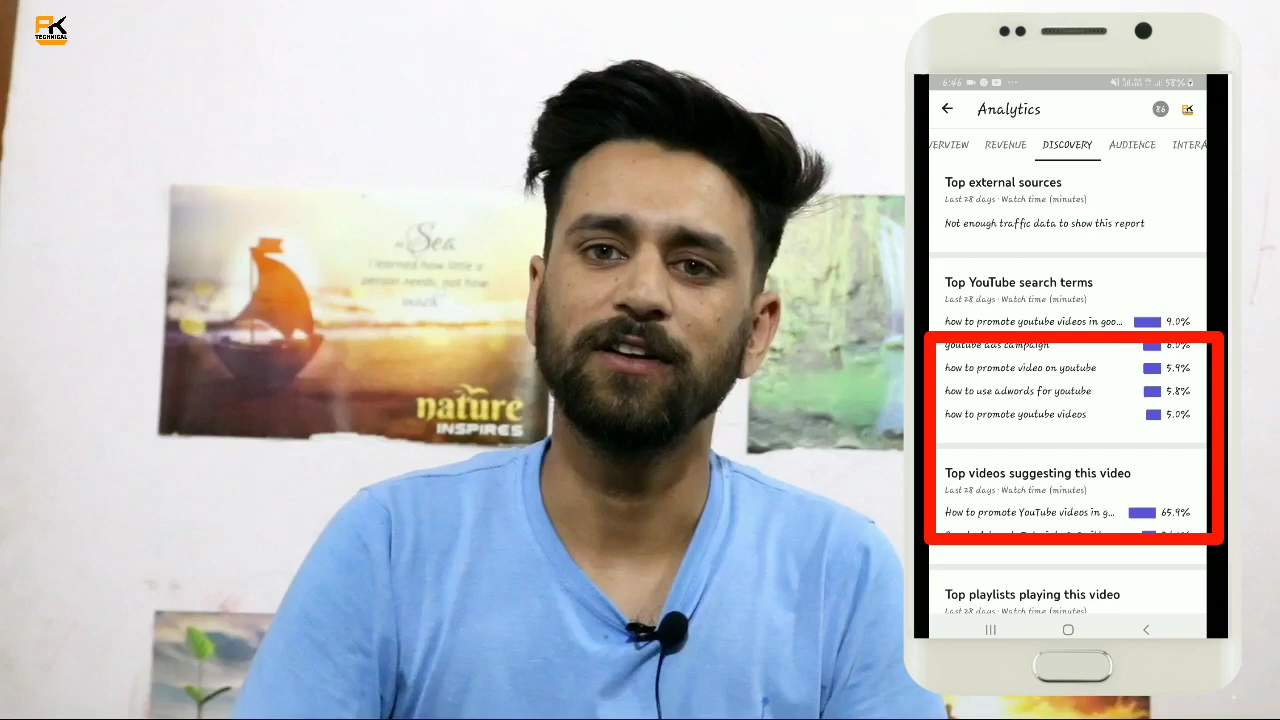 RK
TECHNICAL
Sea
I learned how little a
person needs, not how
much
nature
INSPIRES
6:46
58%
Analytics
86
VERVIEW REVENUE DISCOVERY AUDIENCE INTERA
Top external sources
Last 28 days · Watch time (minutes)
Not enough traffic data to show this report
Top YouTube search terms
Last 28 days · Watch time (minutes)
how to promote youtube videos in goo... 9.0%
youtube ads campaign 6.0%
how to promote video on youtube 5.9%
how to use adwords for youtube 5.8%
how to promote youtube videos 5.0%
Top videos suggesting this video
Last 28 days · Watch time (minutes)
How to promote YouTube videos in g... 65.9%
Top playlists playing this video
Last 28 days · Watch time (minutes)